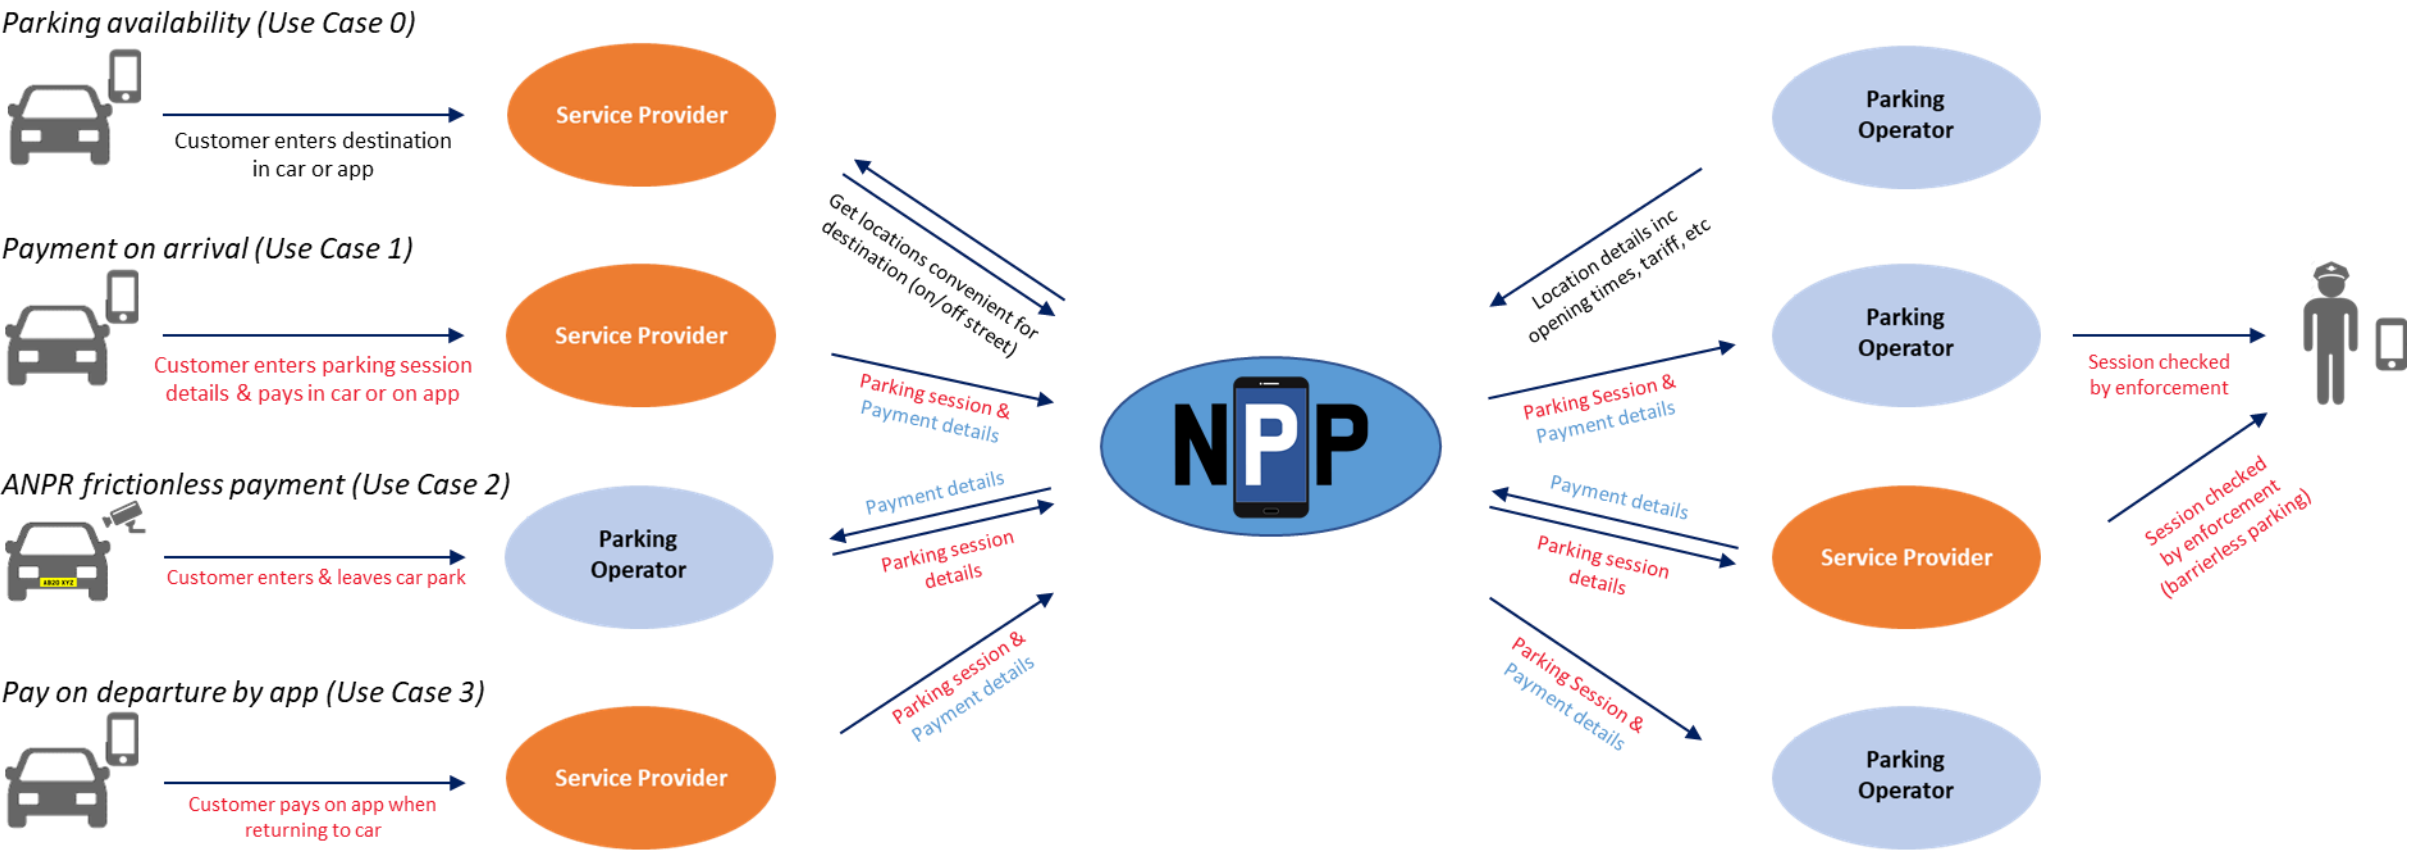 Parking availability (Use Case 0)
Customer enters destination
in car or app
Service Provider
Get locations convenient for
destination (on/off street)
Location details inc
opening times, tariff, etc
Parking
Operator
Payment on arrival (Use Case 1)
Customer enters parking session
details & pays in car or on app
Service Provider
Parking session &
Payment details
NPP
Parking Session &
Payment details
Parking
Operator
Session checked
by enforcement
ANPR frictionless payment (Use Case 2)
AB20 XYZ
Customer enters & leaves car park
Parking
Operator
Payment details
Parking session
details
Payment details
Parking session
details
Service Provider
Session checked
by enforcement
(barrierless parking)
Pay on departure by app (Use Case 3)
Customer pays on app when
returning to car
Service Provider
Parking session &
Payment details
Parking Session &
Payment details
Parking
Operator